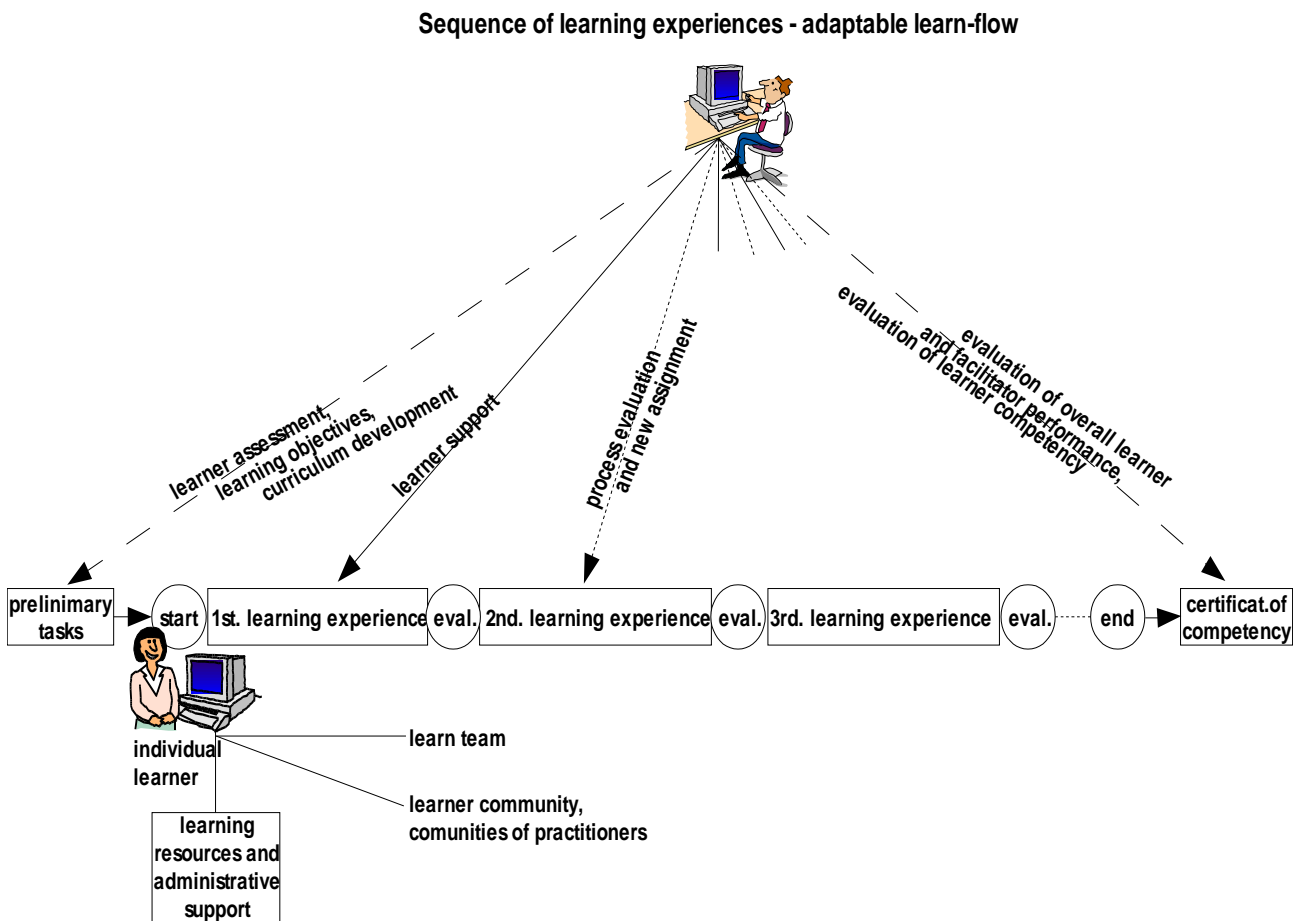 Sequence of learning experiences - adaptable learn-flow
learner assessment,
learning objectives,
curriculum development
learner support
process evaluation
and new assignment
evaluation of overall learner
and facilitator performance,
evaluation of learner competency
prelinimary
tasks
start
1st. learning experience
eval.
2nd. learning experience
eval.
3rd. learning experience
eval.
end
certificat.of
competency
individual
learner
learn team
learner community,
comunities of practitioners
learning
resources and
administrative
support